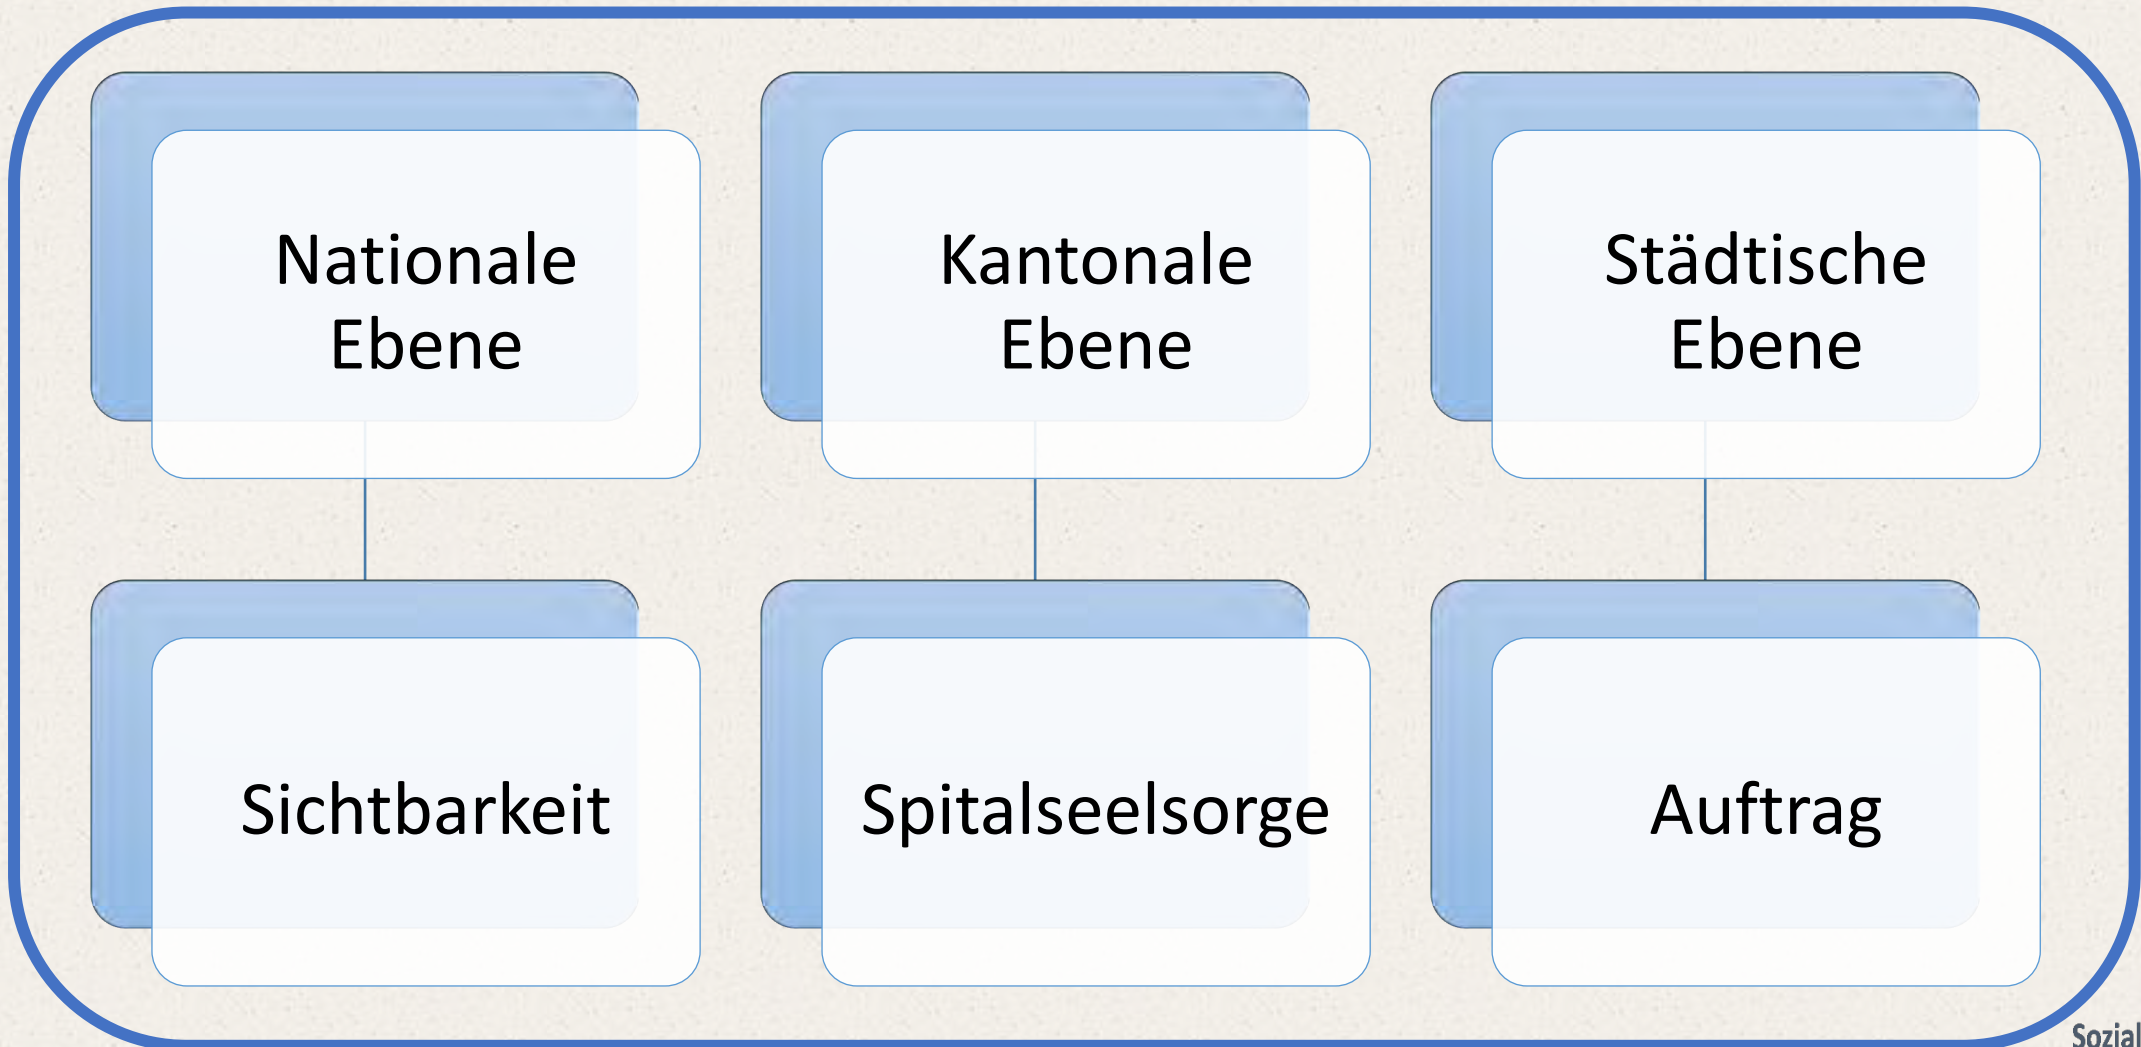 Nationale
Ebene
Kantonale
Ebene
Städtische
Ebene
Sichtbarkeit
Spitalseelsorge
Auftrag
Sozial